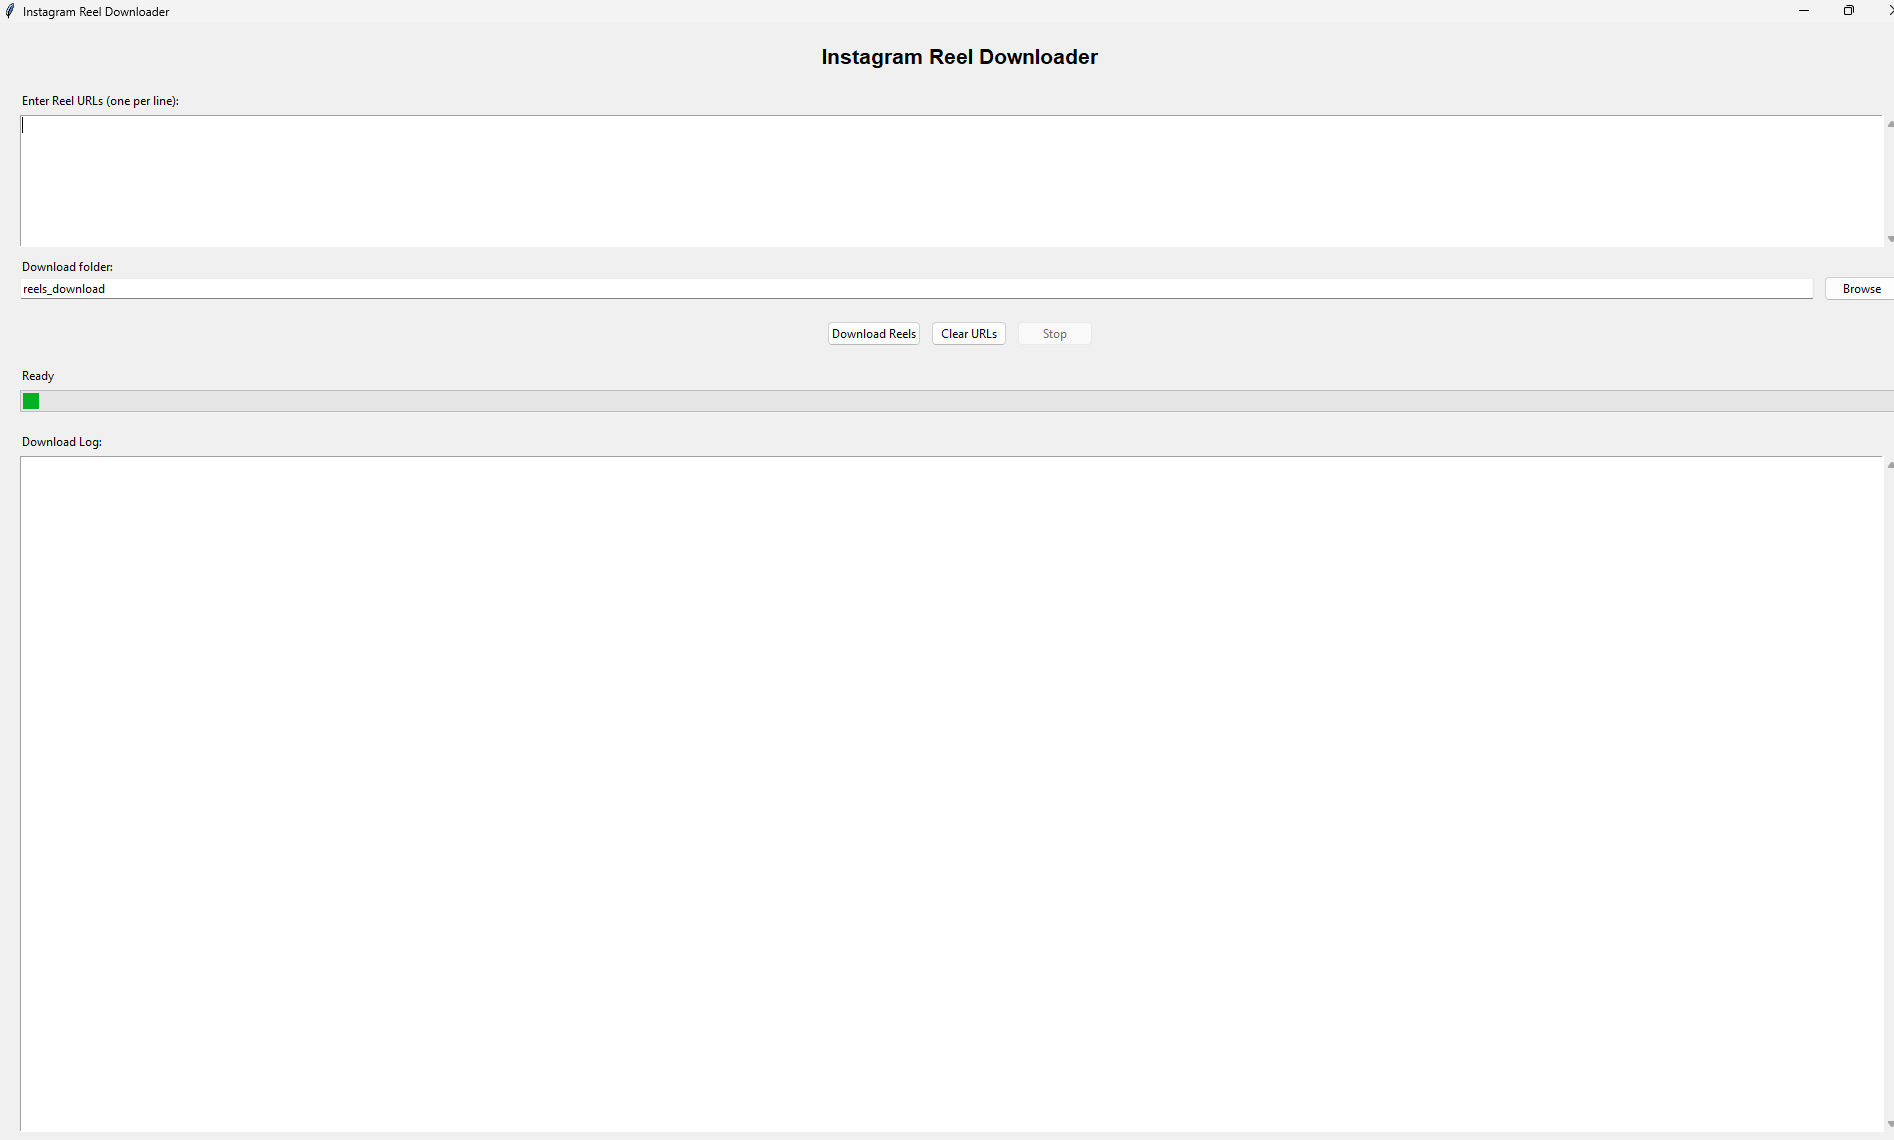 Instagram Reel Downloader
Instagram Reel Downloader
Enter Reel URLs (one per line):
Download folder:
reels_download
Browse
Download Reels
Clear URLs
Stop
Ready
Download Log: